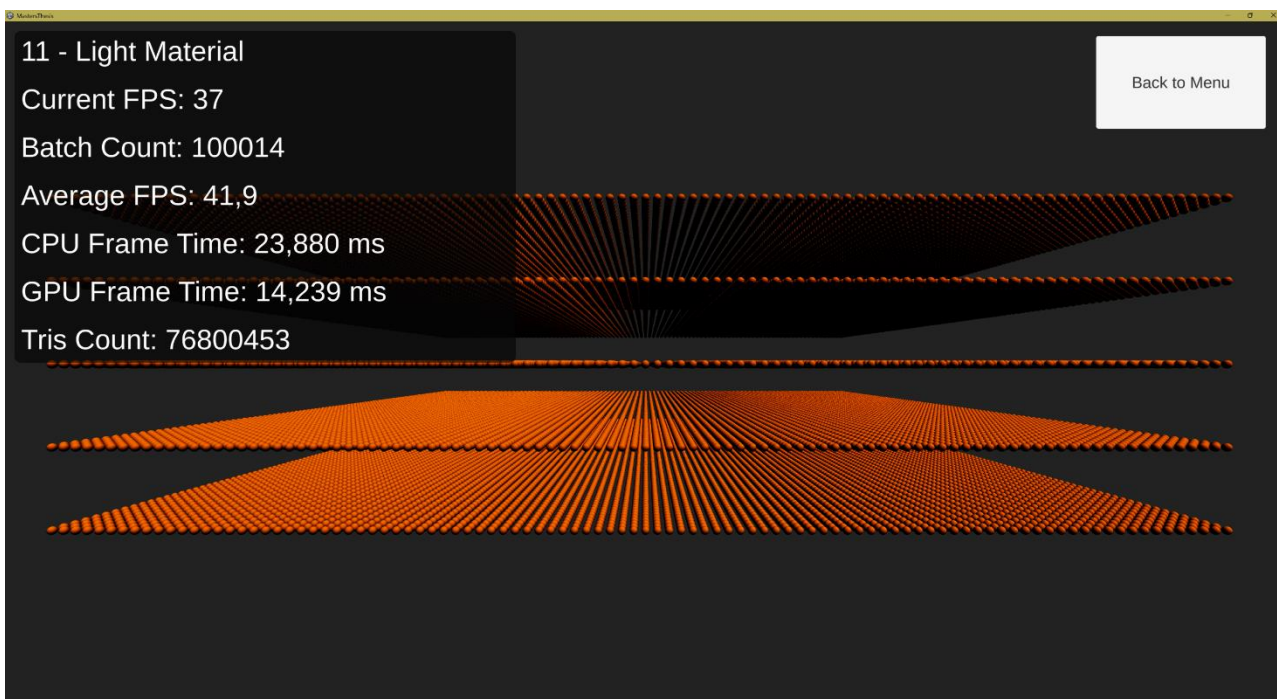 MastersThesis
11 - Light Material
Back to Menu
Current FPS: 37
Batch Count: 100014
Average FPS: 41,9
CPU Frame Time: 23,880 ms
GPU Frame Time: 14,239 ms
Tris Count: 76800453